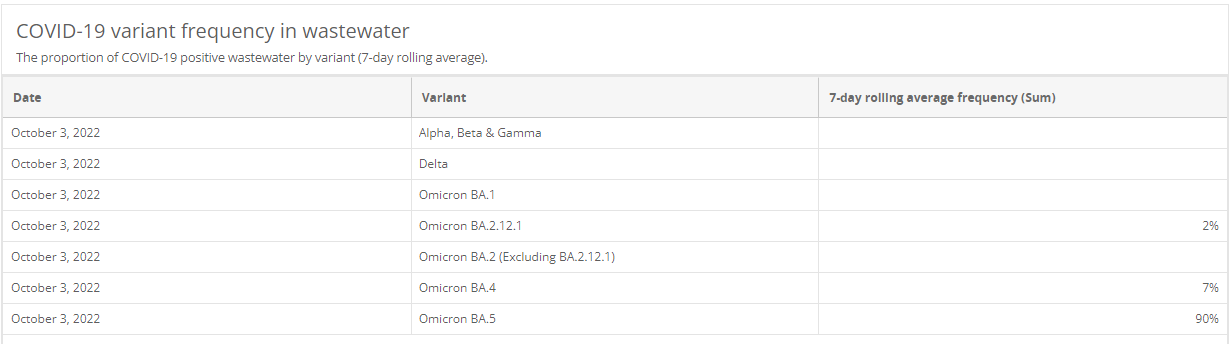 COVID-19 variant frequency in wastewater
The proportion of COVID-19 positive wastewater by variant (7-day rolling average).
Date Variant 7-day rolling average frequency (Sum)
October 3, 2022 Alpha, Beta & Gamma
October 3, 2022 Delta
October 3, 2022 Omicron BA.1
October 3, 2022 Omicron BA.2.12.1 2%
October 3, 2022 Omicron BA.2 (Excluding BA.2.12.1)
October 3, 2022 Omicron BA.4 7%
October 3, 2022 Omicron BA.5 90%